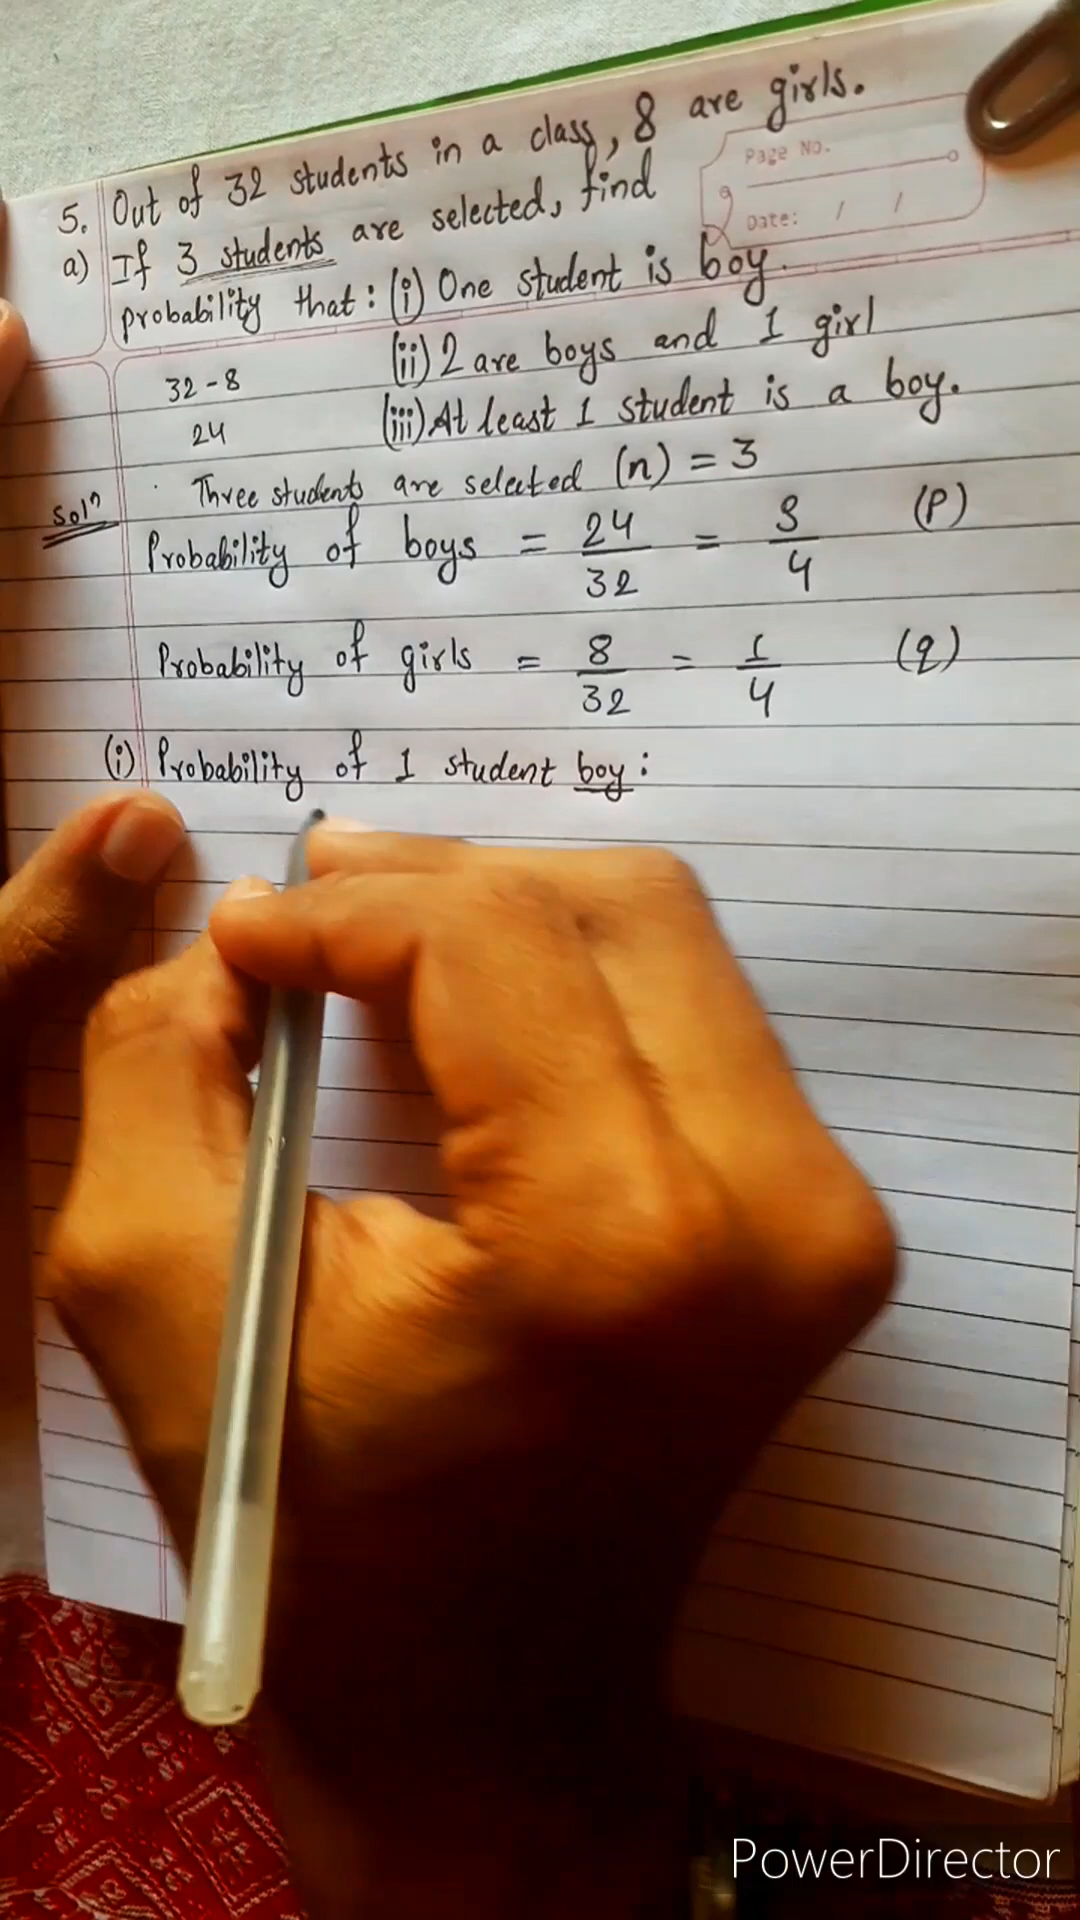 5. Out of 32 students in a class, 8 are girls.
Page No.
a) If 3 students are selected, find
Date: / /
probability that: (i) One student is boy.
32-8 (ii) 2 are boys and 1 girl
24 (iii) At least 1 student is a boy.
Solⁿ Three students are selected (n) = 3
Probability of boys = 24/32 = 3/4 (P)
Probability of girls = 8/32 = 1/4 (q)
(i) Probability of 1 student boy:
PowerDirector